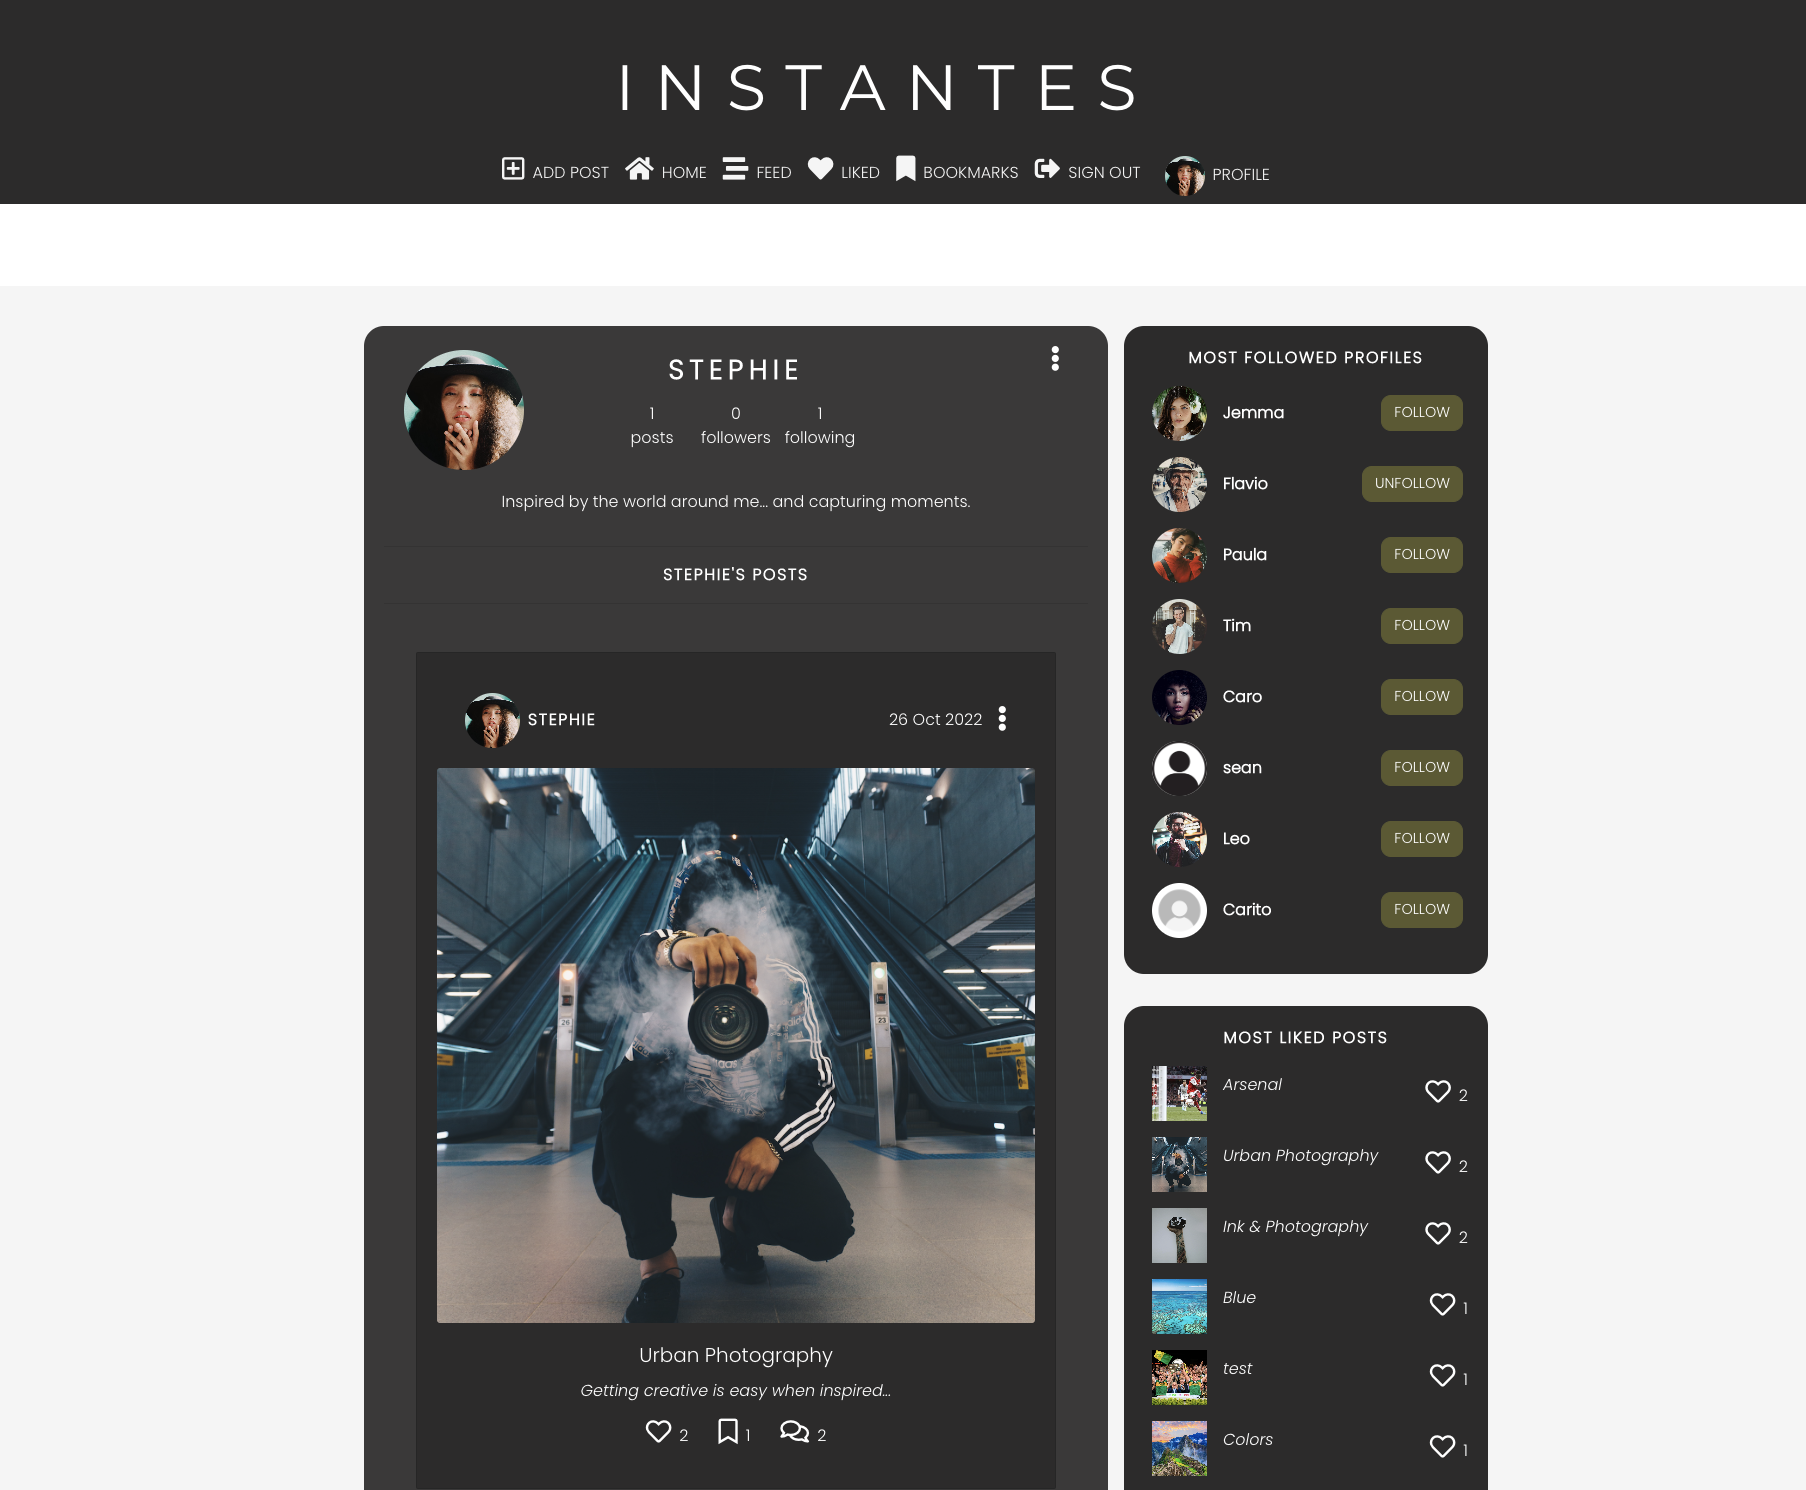 INSTANTES
ADD POST HOME FEED LIKED BOOKMARKS SIGN OUT PROFILE
STEPHIE
1 0 1
posts followers following
Inspired by the world around me... and capturing moments.
STEPHIE'S POSTS
STEPHIE 26 Oct 2022
26
23
adidas
Urban Photography
Getting creative is easy when inspired...
2 1 2
MOST FOLLOWED PROFILES
Jemma FOLLOW
Flavio UNFOLLOW
Paula FOLLOW
Tim FOLLOW
Caro FOLLOW
sean FOLLOW
Leo FOLLOW
Carito FOLLOW
MOST LIKED POSTS
Arsenal 2
Urban Photography 2
Ink & Photography 2
Blue 1
test 1
Colors 1